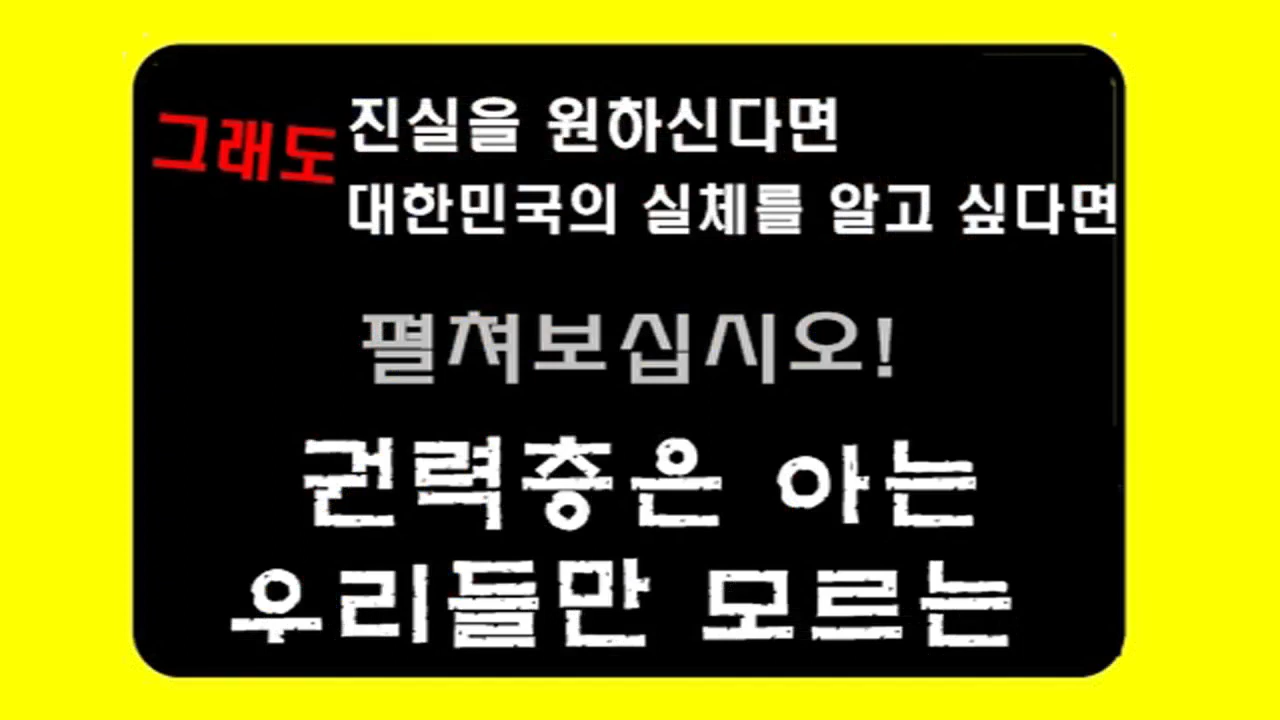 그래도 진실을 원하신다면
대한민국의 실체를 알고 싶다면
펼쳐보십시오!
권력층은 아는
우리들만 모르는